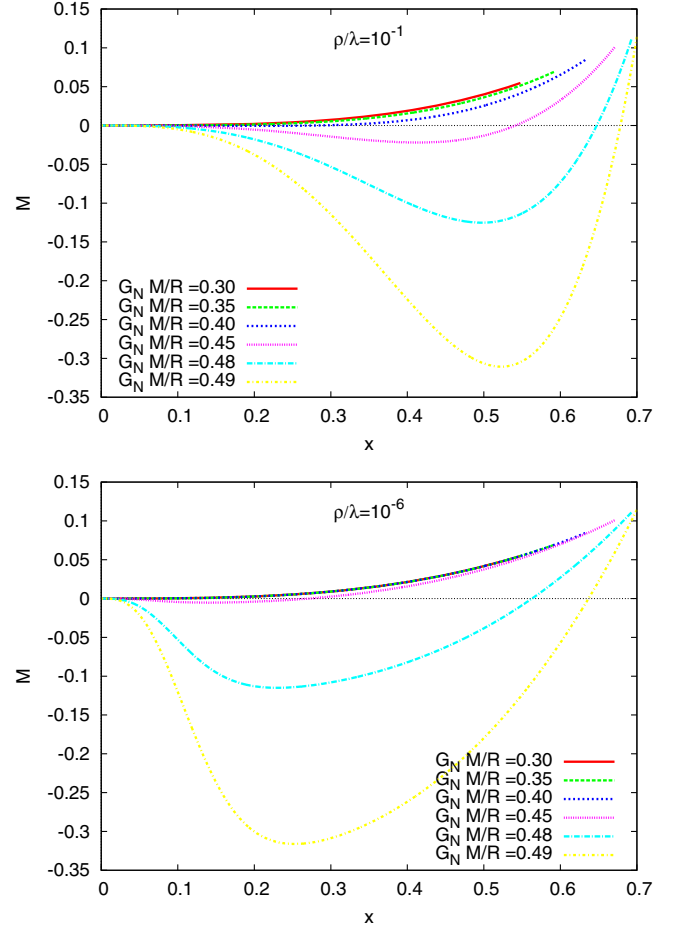 0.15
ρ/λ=10⁻¹
0.1
0.05
0
-0.05
M
-0.1
-0.15
-0.2
G_N M/R =0.30
-0.25
G_N M/R =0.35
G_N M/R =0.40
G_N M/R =0.45
-0.3
G_N M/R =0.48
G_N M/R =0.49
-0.35
0 0.1 0.2 0.3 0.4 0.5 0.6 0.7
x
0.15
ρ/λ=10⁻⁶
0.1
0.05
0
-0.05
M
-0.1
-0.15
-0.2
G_N M/R =0.30
G_N M/R =0.35
-0.25
G_N M/R =0.40
G_N M/R =0.45
-0.3
G_N M/R =0.48
G_N M/R =0.49
-0.35
0 0.1 0.2 0.3 0.4 0.5 0.6 0.7
x